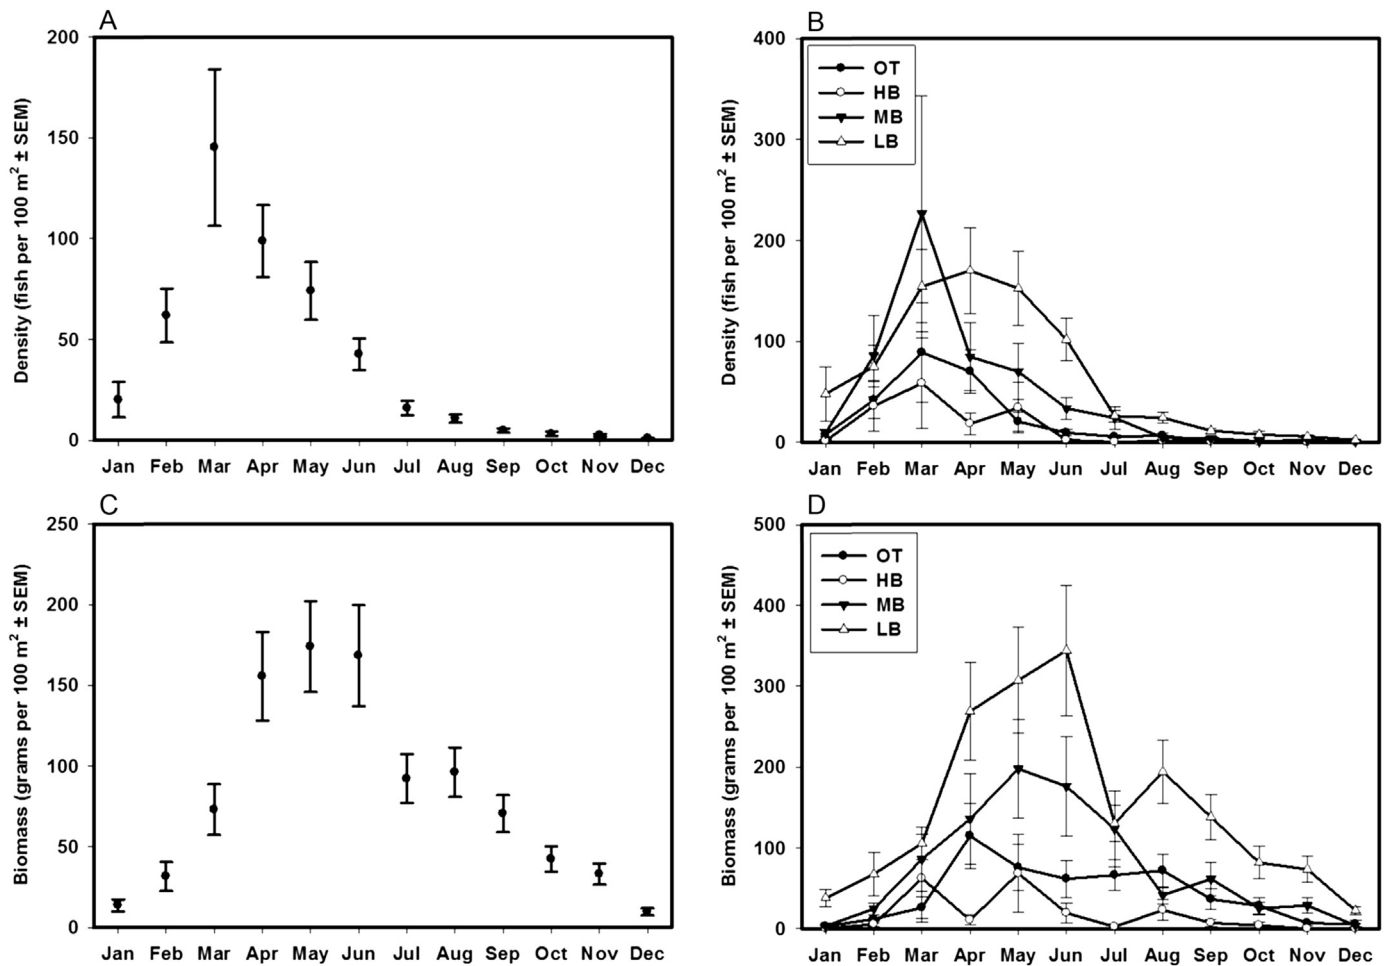 A
Density (fish per 100 m² ± SEM)
200
150
100
50
0
Jan Feb Mar Apr May Jun Jul Aug Sep Oct Nov Dec
B
Density (fish per 100 m² ± SEM)
400
300
200
100
0
OT
HB
MB
LB
Jan Feb Mar Apr May Jun Jul Aug Sep Oct Nov Dec
C
Biomass (grams per 100 m² ± SEM)
250
200
150
100
50
0
Jan Feb Mar Apr May Jun Jul Aug Sep Oct Nov Dec
D
Biomass (grams per 100 m² ± SEM)
500
400
300
200
100
0
OT
HB
MB
LB
Jan Feb Mar Apr May Jun Jul Aug Sep Oct Nov Dec